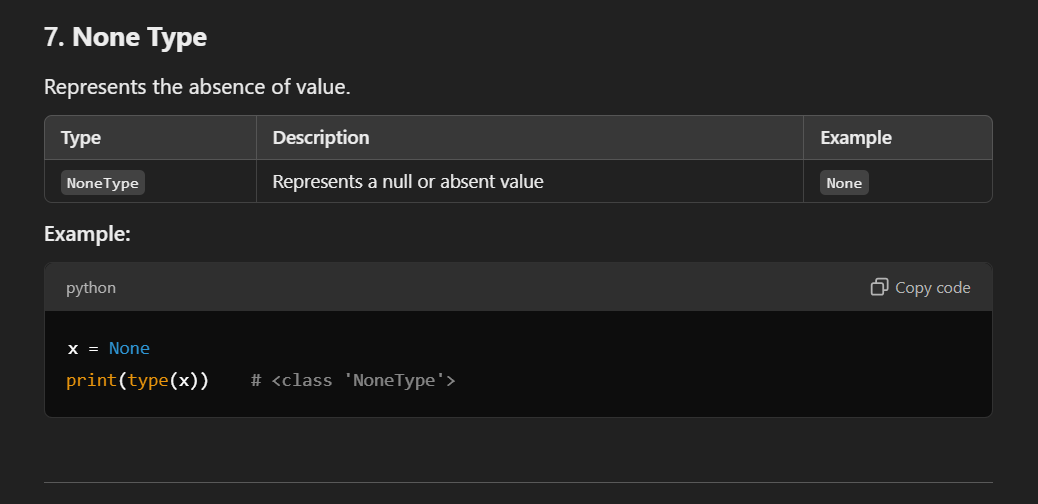 7. None Type
Represents the absence of value.
Type Description Example
NoneType Represents a null or absent value None
Example:
python Copy code
x = None
print(type(x))    # <class 'NoneType'>